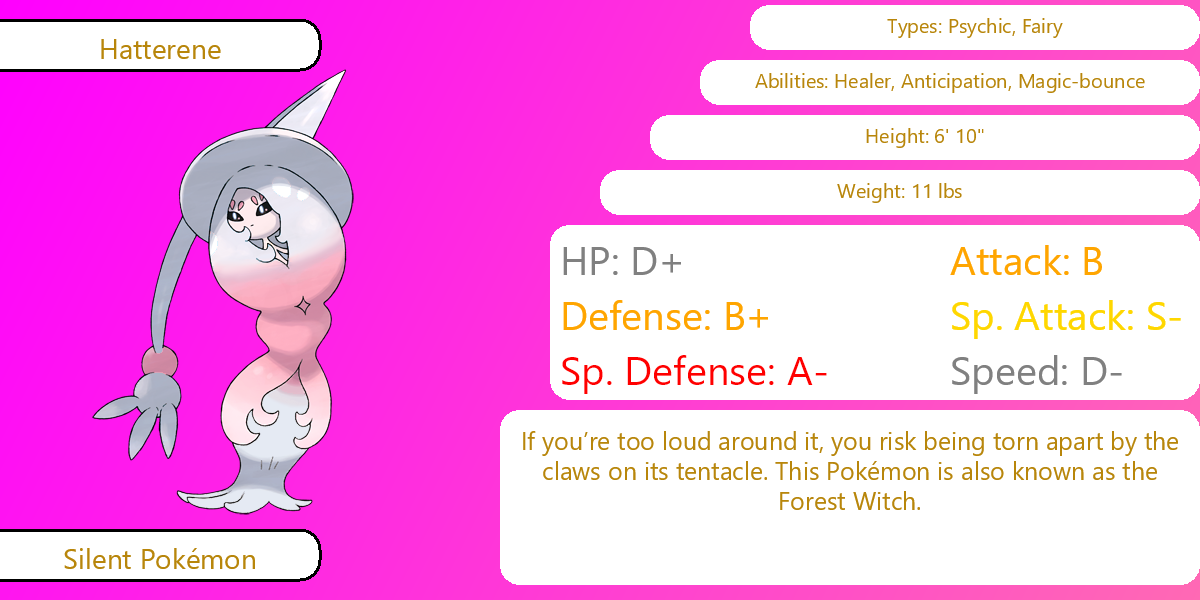 Hatterene
Types: Psychic, Fairy
Abilities: Healer, Anticipation, Magic-bounce
Height: 6' 10"
Weight: 11 lbs
HP: D+
Attack: B
Defense: B+
Sp. Attack: S-
Sp. Defense: A-
Speed: D-
If you’re too loud around it, you risk being torn apart by the
claws on its tentacle. This Pokémon is also known as the
Forest Witch.
Silent Pokémon